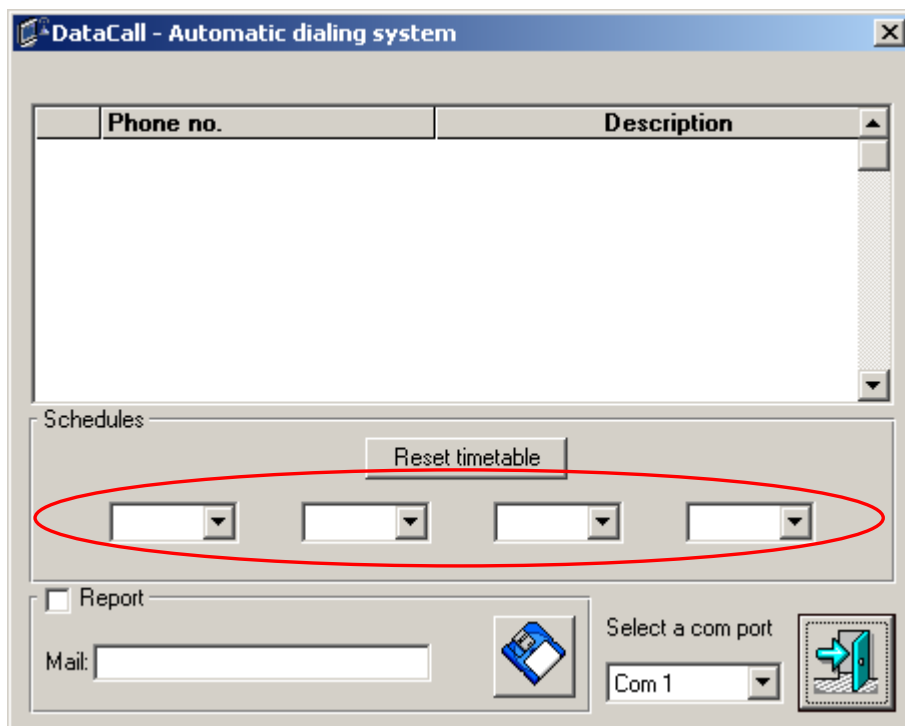 DataCall - Automatic dialing system
Phone no. Description
Schedules
Reset timetable
Report
Mail:
Select a com port
Com 1